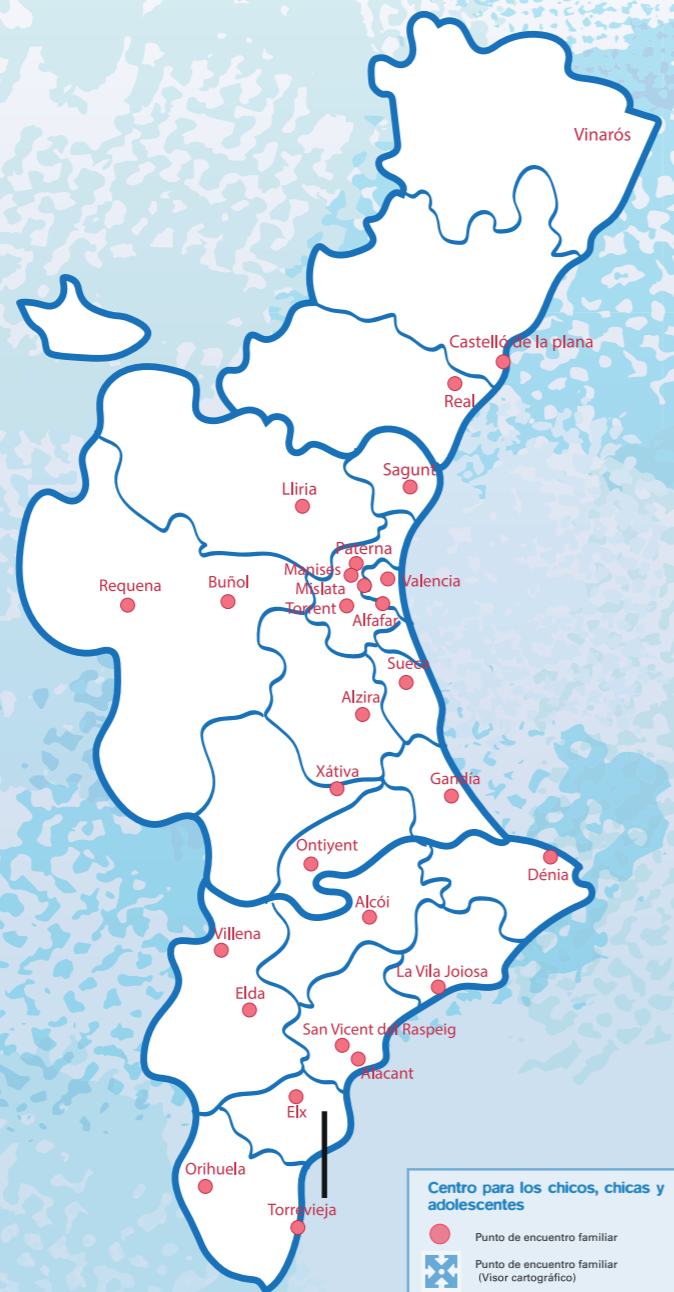 Vinarós
Castelló de la plana
Real
Sagunt
Lliria
Paterna
Manises
Valencia
Mislata
Requena
Buñol
Torrent
Alfafar
Sueca
Alzira
Xátiva
Gandía
Ontiyent
Dénia
Alcói
Villena
La Vila Joiosa
Elda
San Vicent del Raspeig
Alacant
Elx
Orihuela
Torrevieja
Centro para los chicos, chicas y
adolescentes
Punto de encuentro familiar
Punto de encuentro familiar
(Visor cartográfico)